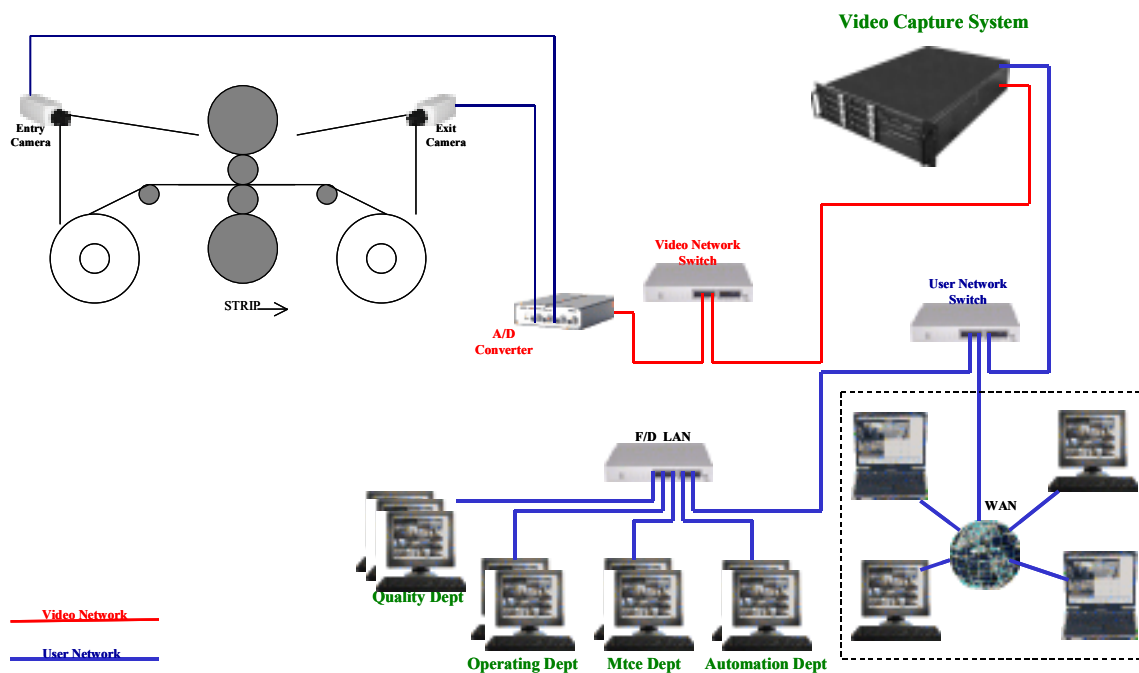 Video Capture System
Entry
Camera
Exit
Camera
Video Network
Switch
STRIP
User Network
Switch
A/D
Converter
F/D LAN
WAN
Quality Dept
Video Network
User Network
Operating Dept
Mtce Dept
Automation Dept